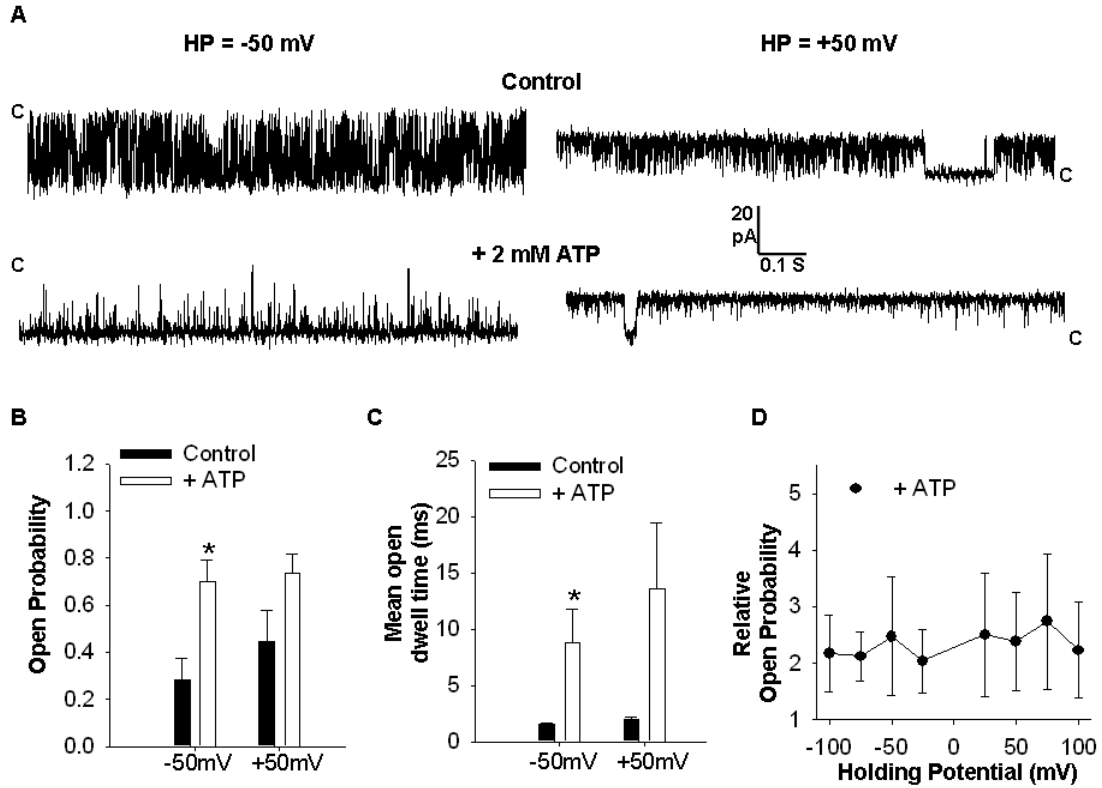 A
HP = -50 mV
HP = +50 mV
Control
C
C
20
pA
0.1 S
+ 2 mM ATP
C
C
B
Control
+ ATP
1.2
1.0
0.8
0.6
0.4
0.2
0.0
Open Probability
*
-50mV
+50mV
C
Control
+ ATP
25
20
15
10
5
0
Mean open
dwell time (ms)
*
-50mV
+50mV
D
+ ATP
5
4
3
2
1
Relative
Open Probability
-100
-50
0
50
100
Holding Potential (mV)